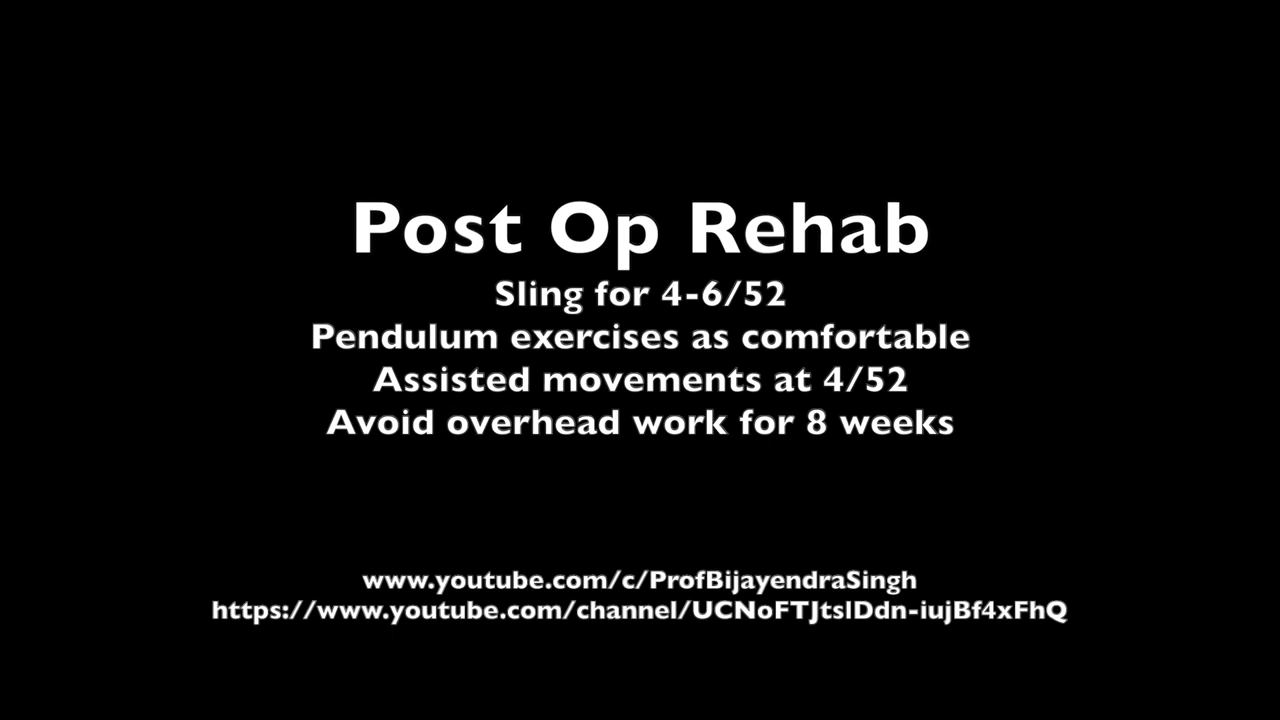 Post Op Rehab
Sling for 4-6/52
Pendulum exercises as comfortable
Assisted movements at 4/52
Avoid overhead work for 8 weeks
www.youtube.com/c/ProfBijayendraSingh
https://www.youtube.com/channel/UCNoFTJtslDdn-iujBf4xFhQ